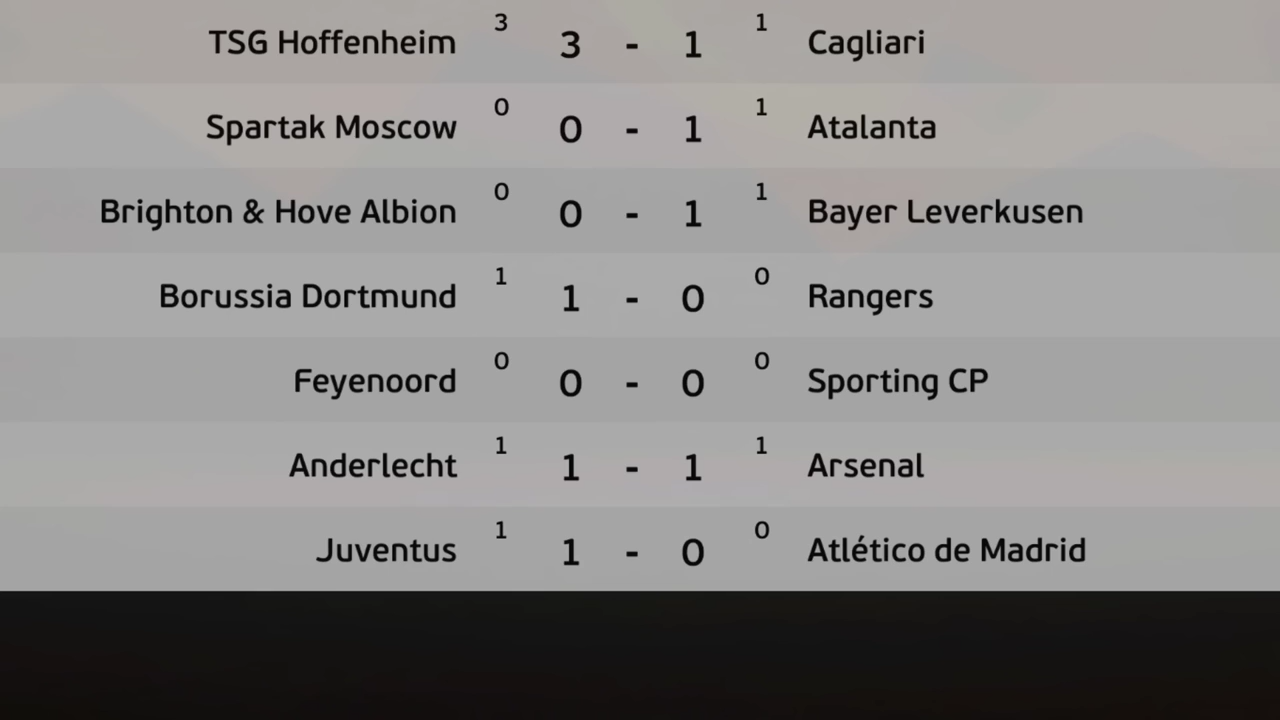 TSG Hoffenheim 3 3 - 1 1 Cagliari
Spartak Moscow 0 0 - 1 1 Atalanta
Brighton & Hove Albion 0 0 - 1 1 Bayer Leverkusen
Borussia Dortmund 1 1 - 0 0 Rangers
Feyenoord 0 0 - 0 0 Sporting CP
Anderlecht 1 1 - 1 1 Arsenal
Juventus 1 1 - 0 0 Atlético de Madrid